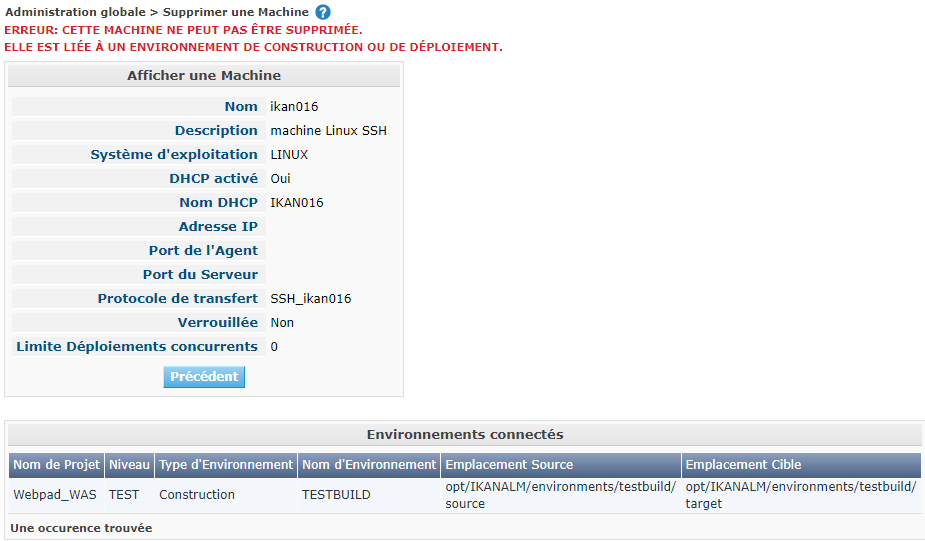 Administration globale > Supprimer une Machine ?
ERREUR: CETTE MACHINE NE PEUT PAS ÊTRE SUPPRIMÉE.
ELLE EST LIÉE À UN ENVIRONNEMENT DE CONSTRUCTION OU DE DÉPLOIEMENT.
Afficher une Machine
Nom ikan016
Description machine Linux SSH
Système d'exploitation LINUX
DHCP activé Oui
Nom DHCP IKAN016
Adresse IP
Port de l'Agent
Port du Serveur
Protocole de transfert SSH_ikan016
Verrouillée Non
Limite Déploiements concurrents 0
Précédent
Environnements connectés
Nom de Projet Niveau Type d'Environnement Nom d'Environnement Emplacement Source Emplacement Cible
Webpad_WAS TEST Construction TESTBUILD opt/IKANALM/environments/testbuild/ opt/IKANALM/environments/testbuild/
source target
Une occurence trouvée